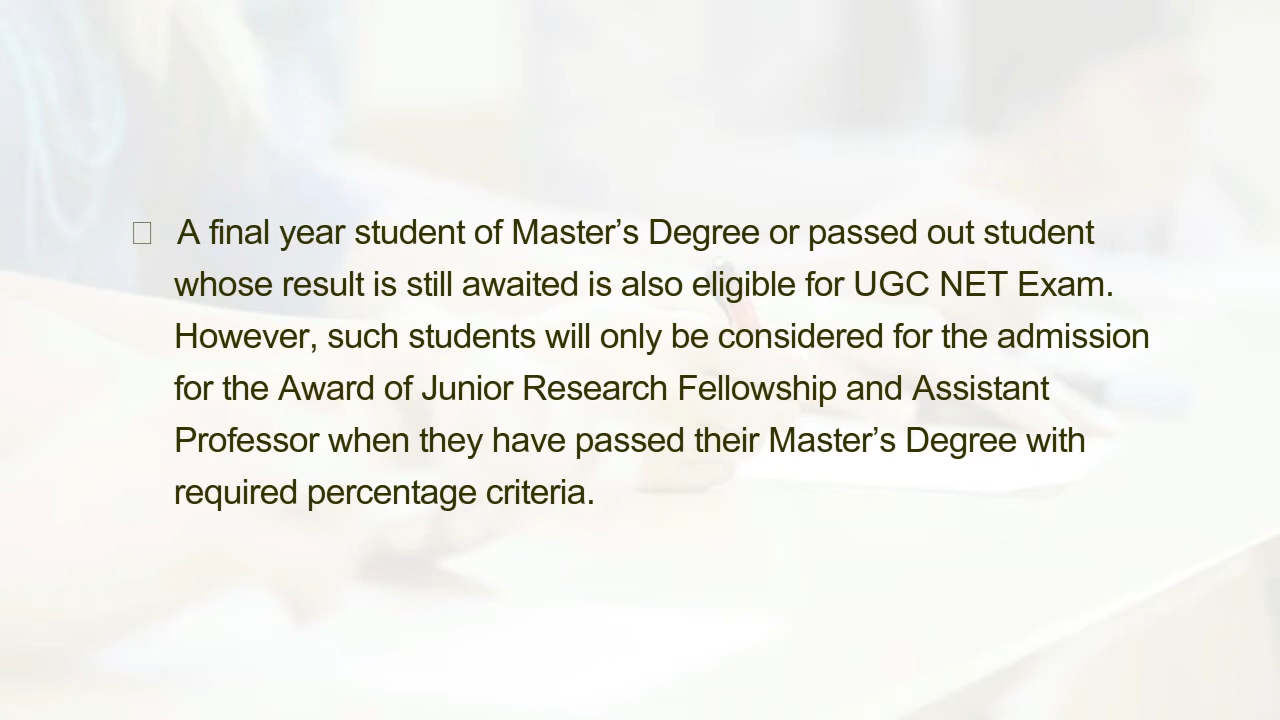 □ A final year student of Master’s Degree or passed out student
whose result is still awaited is also eligible for UGC NET Exam.
However, such students will only be considered for the admission
for the Award of Junior Research Fellowship and Assistant
Professor when they have passed their Master’s Degree with
required percentage criteria.